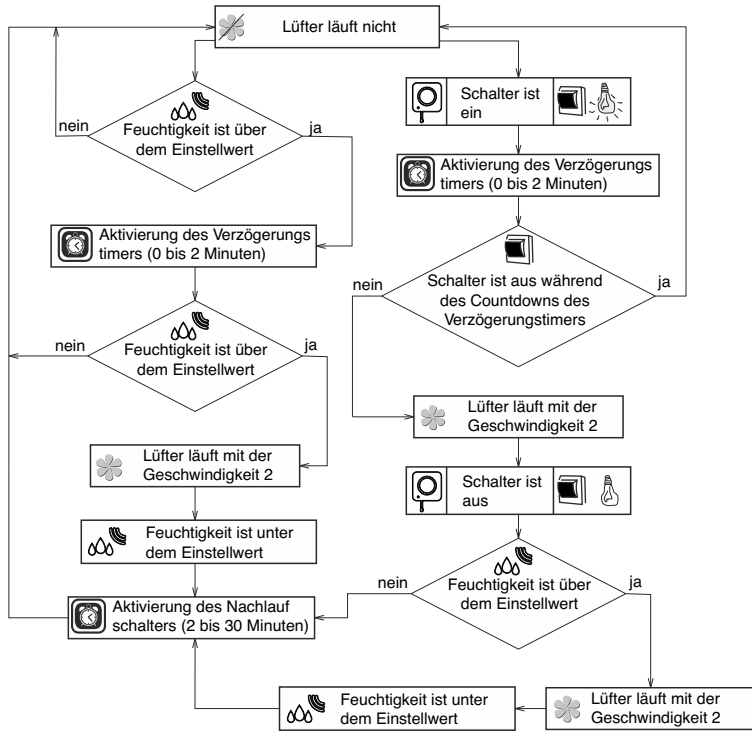 Lüfter läuft nicht
Feuchtigkeit ist über
dem Einstellwert
nein
ja
Aktivierung des Verzögerungs
timers (0 bis 2 Minuten)
Feuchtigkeit ist über
dem Einstellwert
nein
ja
Lüfter läuft mit der
Geschwindigkeit 2
Feuchtigkeit ist unter
dem Einstellwert
Aktivierung des Nachlauf
schalters (2 bis 30 Minuten)
Schalter ist
ein
Aktivierung des Verzögerungs
timers (0 bis 2 Minuten)
Schalter ist aus während
des Countdowns des
Verzögerungstimers
nein
ja
Lüfter läuft mit der
Geschwindigkeit 2
Schalter ist
aus
Feuchtigkeit ist über
dem Einstellwert
nein
ja
Lüfter läuft mit der
Geschwindigkeit 2
Feuchtigkeit ist unter
dem Einstellwert